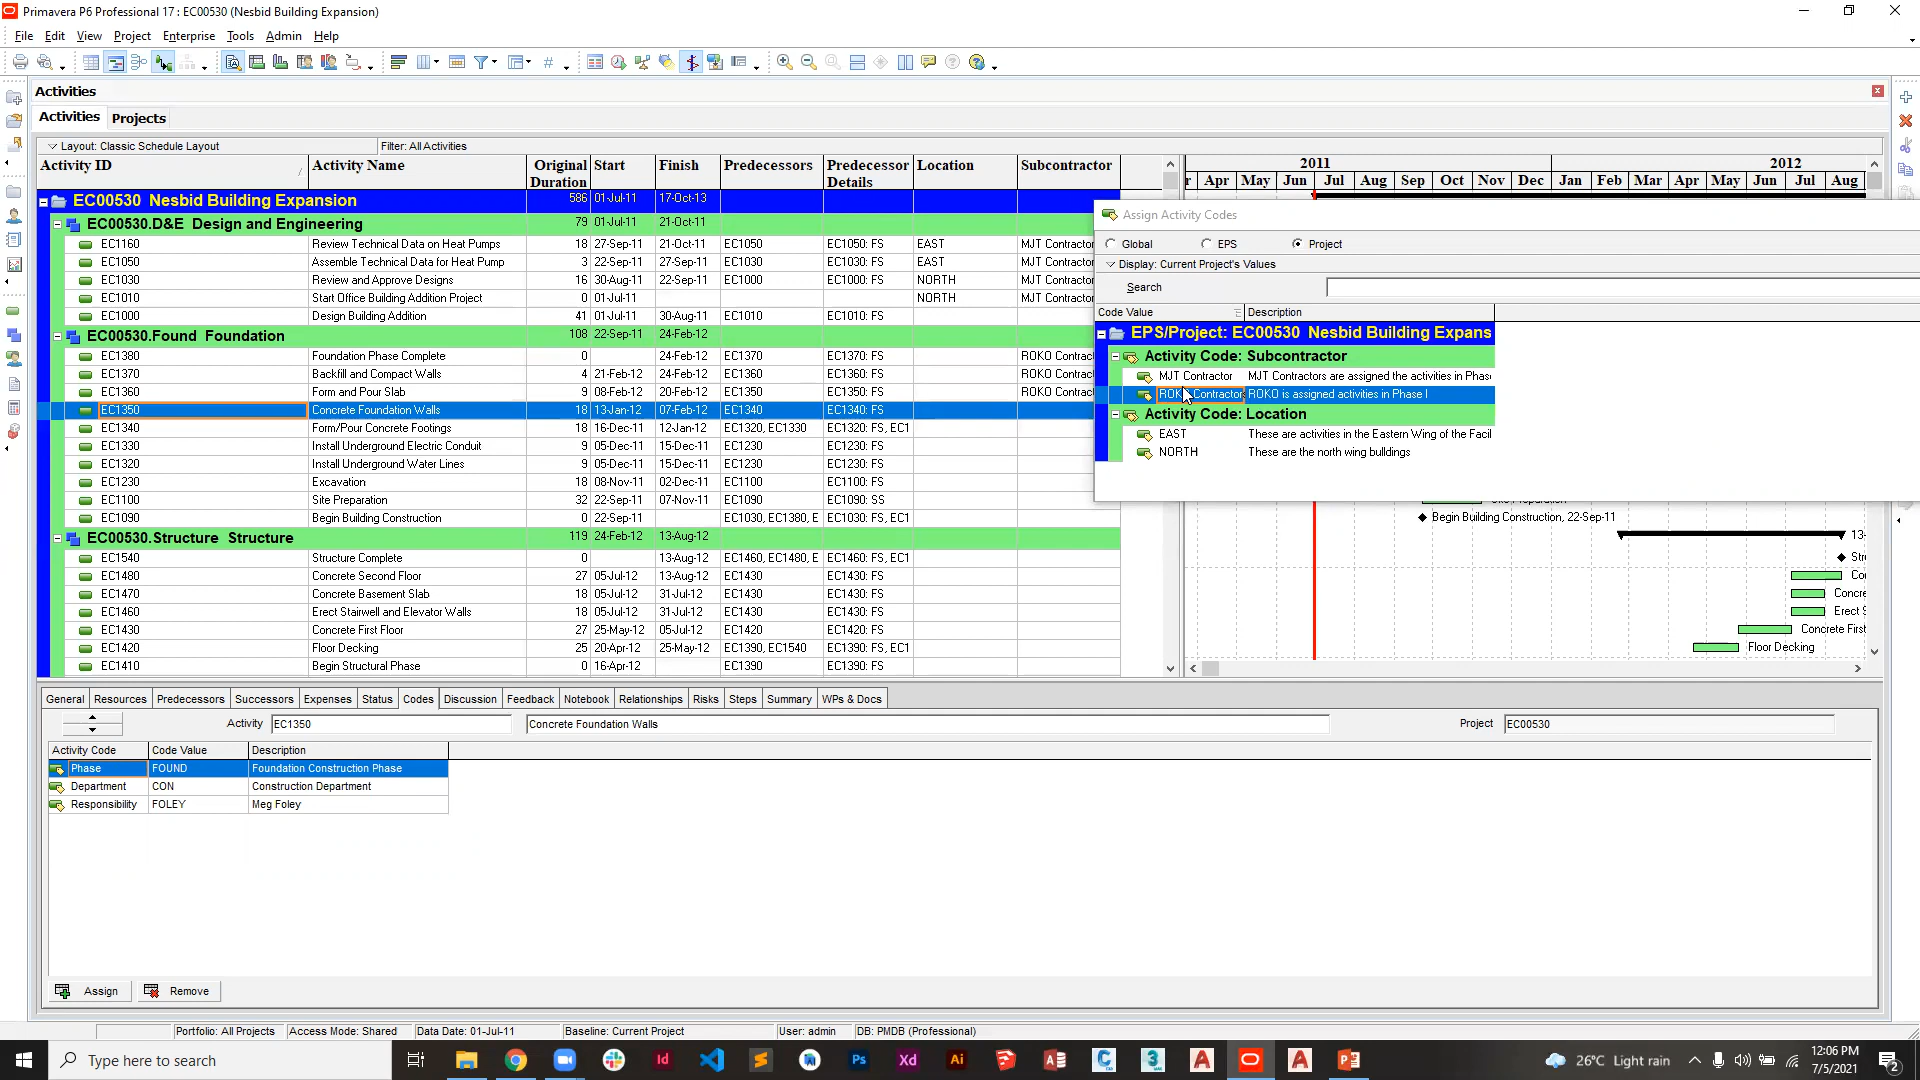 Primavera P6 Professional 17 : EC00530 (Nesbid Building Expansion)
File Edit View Project Enterprise Tools Admin Help
Activities
Activities Projects
Layout: Classic Schedule Layout Filter: All Activities
Activity ID Activity Name Original Duration Start Finish Predecessors Predecessor Details Location Subcontractor
2011 2012
r Apr May Jun Jul Aug Sep Oct Nov Dec Jan Feb Mar Apr May Jun Jul Aug
EC00530 Nesbid Building Expansion 586 01-Jul-11 17-Oct-13
EC00530.D&E Design and Engineering 79 01-Jul-11 21-Oct-11
EC1160 Review Technical Data on Heat Pumps 18 27-Sep-11 21-Oct-11 EC1050 EC1050: FS EAST MJT Contractor
EC1050 Assemble Technical Data for Heat Pump 3 22-Sep-11 27-Sep-11 EC1030 EC1030: FS EAST MJT Contractor
EC1030 Review and Approve Designs 16 30-Aug-11 22-Sep-11 EC1000 EC1000: FS NORTH MJT Contractor
EC1010 Start Office Building Addition Project 0 01-Jul-11 NORTH MJT Contractor
EC1000 Design Building Addition 41 01-Jul-11 30-Aug-11 EC1010 EC1010: FS
EC00530.Found Foundation 108 22-Sep-11 24-Feb-12
EC1380 Foundation Phase Complete 0 24-Feb-12 EC1370 EC1370: FS ROKO Contrac
EC1370 Backfill and Compact Walls 4 21-Feb-12 24-Feb-12 EC1360 EC1360: FS ROKO Contrac
EC1360 Form and Pour Slab 9 08-Feb-12 20-Feb-12 EC1350 EC1350: FS ROKO Contrac
EC1350 Concrete Foundation Walls 18 13-Jan-12 07-Feb-12 EC1340 EC1340: FS
EC1340 Form/Pour Concrete Footings 18 16-Dec-11 12-Jan-12 EC1320, EC1330 EC1320: FS, EC1
EC1330 Install Underground Electric Conduit 9 05-Dec-11 15-Dec-11 EC1230 EC1230: FS
EC1320 Install Underground Water Lines 9 05-Dec-11 15-Dec-11 EC1230 EC1230: FS
EC1230 Excavation 18 08-Nov-11 02-Dec-11 EC1100 EC1100: FS
EC1100 Site Preparation 32 22-Sep-11 07-Nov-11 EC1090 EC1090: SS
EC1090 Begin Building Construction 0 22-Sep-11 EC1030, EC1380, E EC1030: FS, EC1
EC00530.Structure Structure 119 24-Feb-12 13-Aug-12
EC1540 Structure Complete 0 13-Aug-12 EC1460, EC1480, E EC1460: FS, EC1
EC1480 Concrete Second Floor 27 05-Jul-12 13-Aug-12 EC1430 EC1430: FS
EC1470 Concrete Basement Slab 18 05-Jul-12 31-Jul-12 EC1430 EC1430: FS
EC1460 Erect Stairwell and Elevator Walls 18 05-Jul-12 31-Jul-12 EC1430 EC1430: FS
EC1430 Concrete First Floor 27 25-May-12 05-Jul-12 EC1420 EC1420: FS
EC1420 Floor Decking 25 20-Apr-12 25-May-12 EC1390, EC1540 EC1390: FS, EC1
EC1410 Begin Structural Phase 0 16-Apr-12 EC1390 EC1390: FS
Assign Activity Codes
Global EPS Project
Display: Current Project's Values
Search
Code Value Description
EPS/Project: EC00530 Nesbid Building Expans
Activity Code: Subcontractor
MJT Contractor MJT Contractors are assigned the activities in Phase
ROKO Contractor ROKO is assigned activities in Phase I
Activity Code: Location
EAST These are activities in the Eastern Wing of the Facil
NORTH These are the north wing bulldings
Begin Building Construction, 22-Sep-11
13-
Str
Co
Concre
Erect S
Concrete First
Floor Decking
General Resources Predecessors Successors Expenses Status Codes Discussion Feedback Notebook Relationships Risks Steps Summary WPs & Docs
Activity EC1350 Concrete Foundation Walls Project EC00530
Activity Code Code Value Description
Phase FOUND Foundation Construction Phase
Department CON Construction Department
Responsibility FOLEY Meg Foley
Assign Remove
Portfolio: All Projects Access Mode: Shared Data Date: 01-Jul-11 Baseline: Current Project User: admin DB: PMDB (Professional)
Type here to search
26°C Light rain
12:06 PM
7/5/2021
2